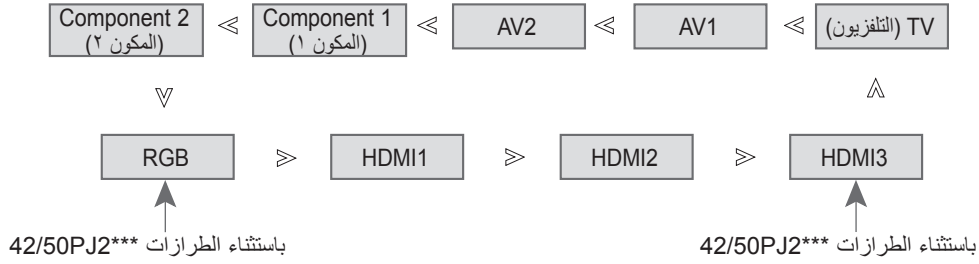 TV (التلفزيون)
AV1
AV2
Component 1
(المكون ١)
Component 2
(المكون ٢)
RGB
HDMI1
HDMI2
HDMI3
باستثناء الطرازات 42/50PJ2***
باستثناء الطرازات 42/50PJ2***